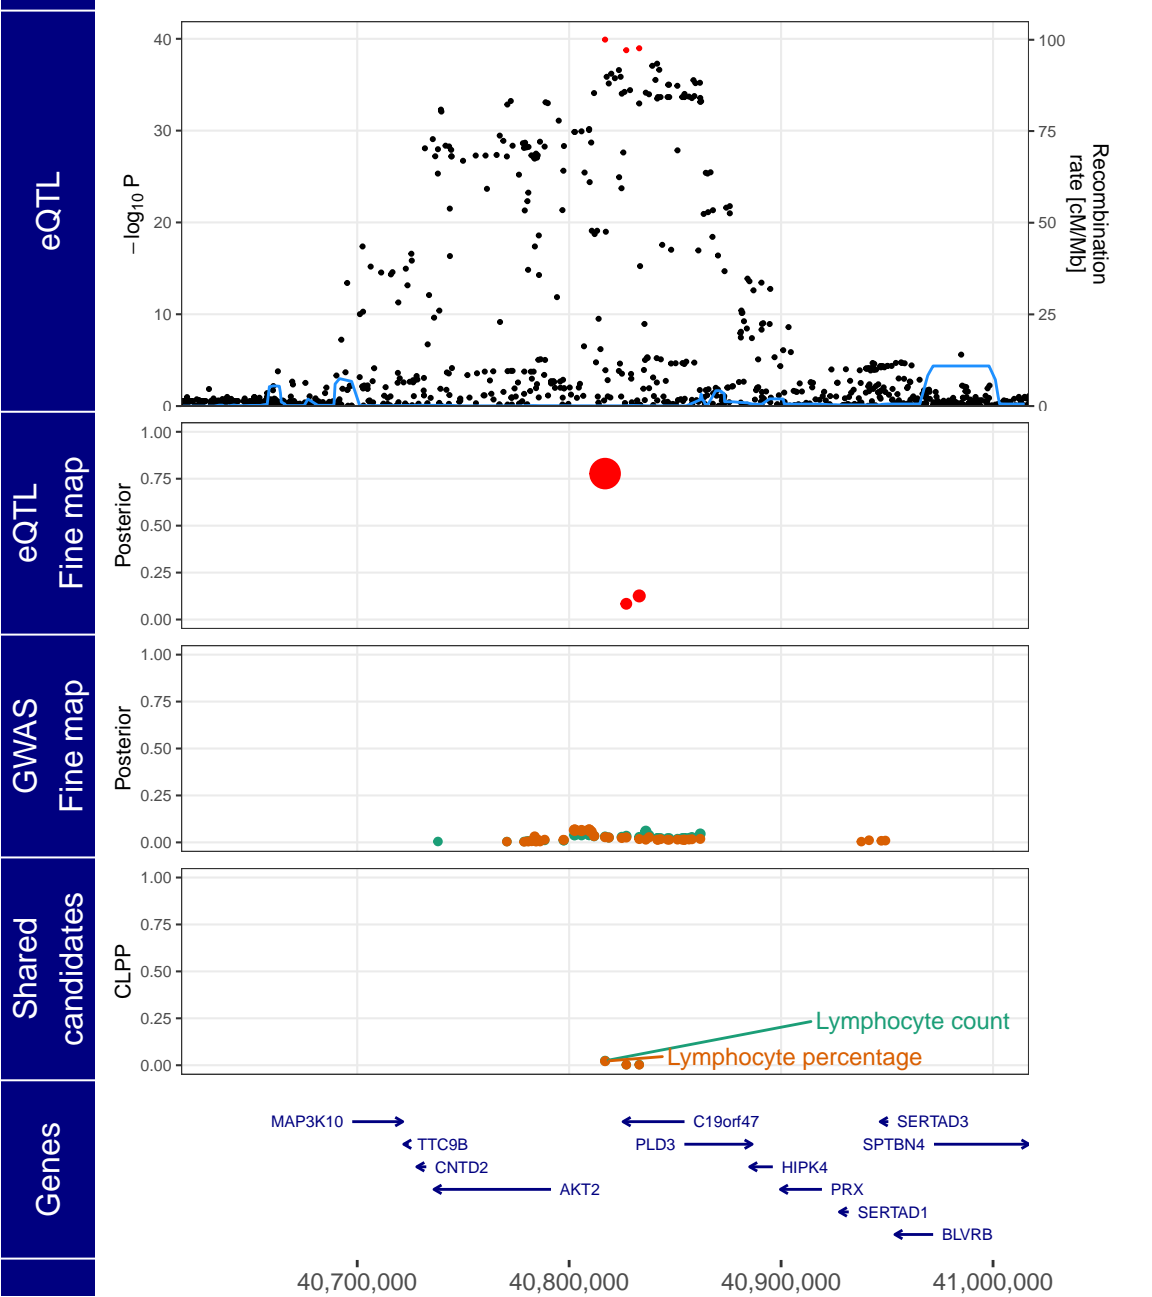 eQTL
40
30
20
10
0
−log10 P
100
75
50
25
0
Recombination
rate [cM/Mb]
eQTL
Fine map
Posterior
1.00
0.75
0.50
0.25
0.00
GWAS
Fine map
Posterior
1.00
0.75
0.50
0.25
0.00
Shared
candidates
CLPP
1.00
0.75
0.50
0.25
0.00
Lymphocyte count
Lymphocyte percentage
Genes
MAP3K10
C19orf47
SERTAD3
TTC9B
PLD3
SPTBN4
CNTD2
HIPK4
AKT2
PRX
SERTAD1
BLVRB
40,700,000
40,800,000
40,900,000
41,000,000